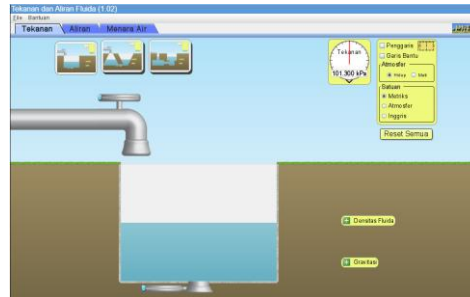 Tekanan dan Aliran Fluida (1.02)
File Bantuan
Tekanan Aliran Menara Air
Tekanan
101.300 kPa
Penggaris
Garis Bantu
Atmosfer
Hidup Mati
Satuan
Metriks
Atmosfer
Inggris
Reset Semua
Densitas Fluida
Gravitasi